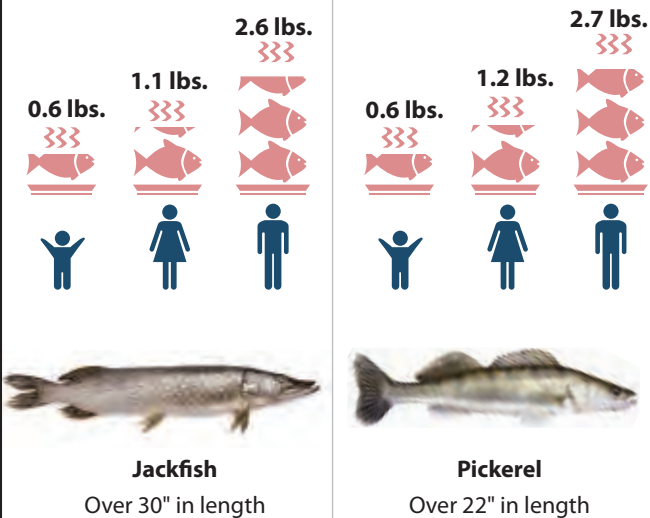 0.6 lbs.
1.1 lbs.
2.6 lbs.
Jackfish
Over 30" in length
0.6 lbs.
1.2 lbs.
2.7 lbs.
Pickerel
Over 22" in length